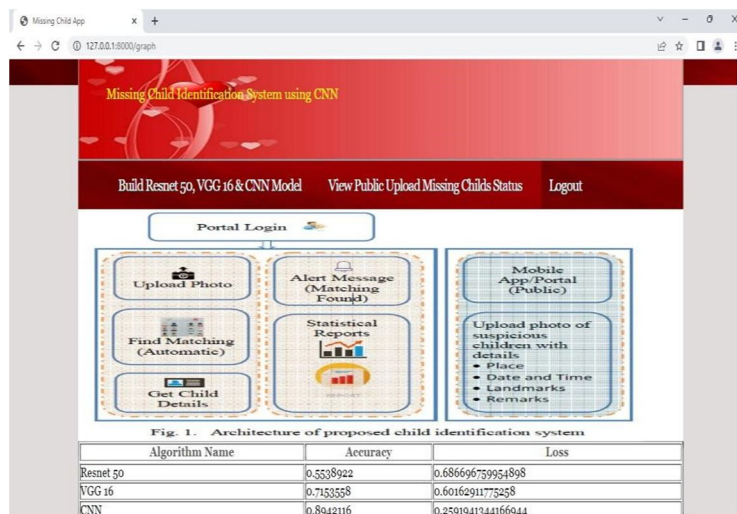 Missing Child App
127.0.0.1:8000/graph
Missing Child Identification System using CNN
Build Resnet 50, VGG 16 & CNN Model
View Public Upload Missing Childs Status
Logout
Portal Login
Upload Photo
Find Matching
(Automatic)
Get Child
Details
Alert Message
(Matching
Found)
Statistical
Reports
Mobile
App/Portal
(Public)
Upload photo of
suspicious
children with
details
• Place
• Date and Time
• Landmarks
• Remarks
Fig. 1. Architecture of proposed child identification system
Algorithm Name Accuracy Loss
Resnet 50 0.5538922 0.686696759954898
VGG 16 0.7153558 0.60162911775258
CNN 0.8942116 0.2591941344166944